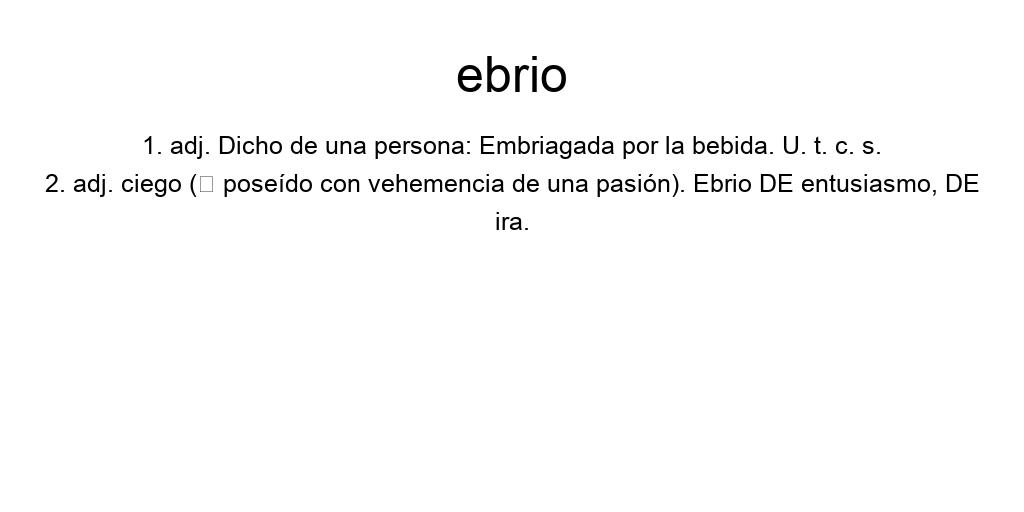 ebrio
1. adj. Dicho de una persona: Embriagada por la bebida. U. t. c. s.
2. adj. ciego (□ poseído con vehemencia de una pasión). Ebrio DE entusiasmo, DE
ira.